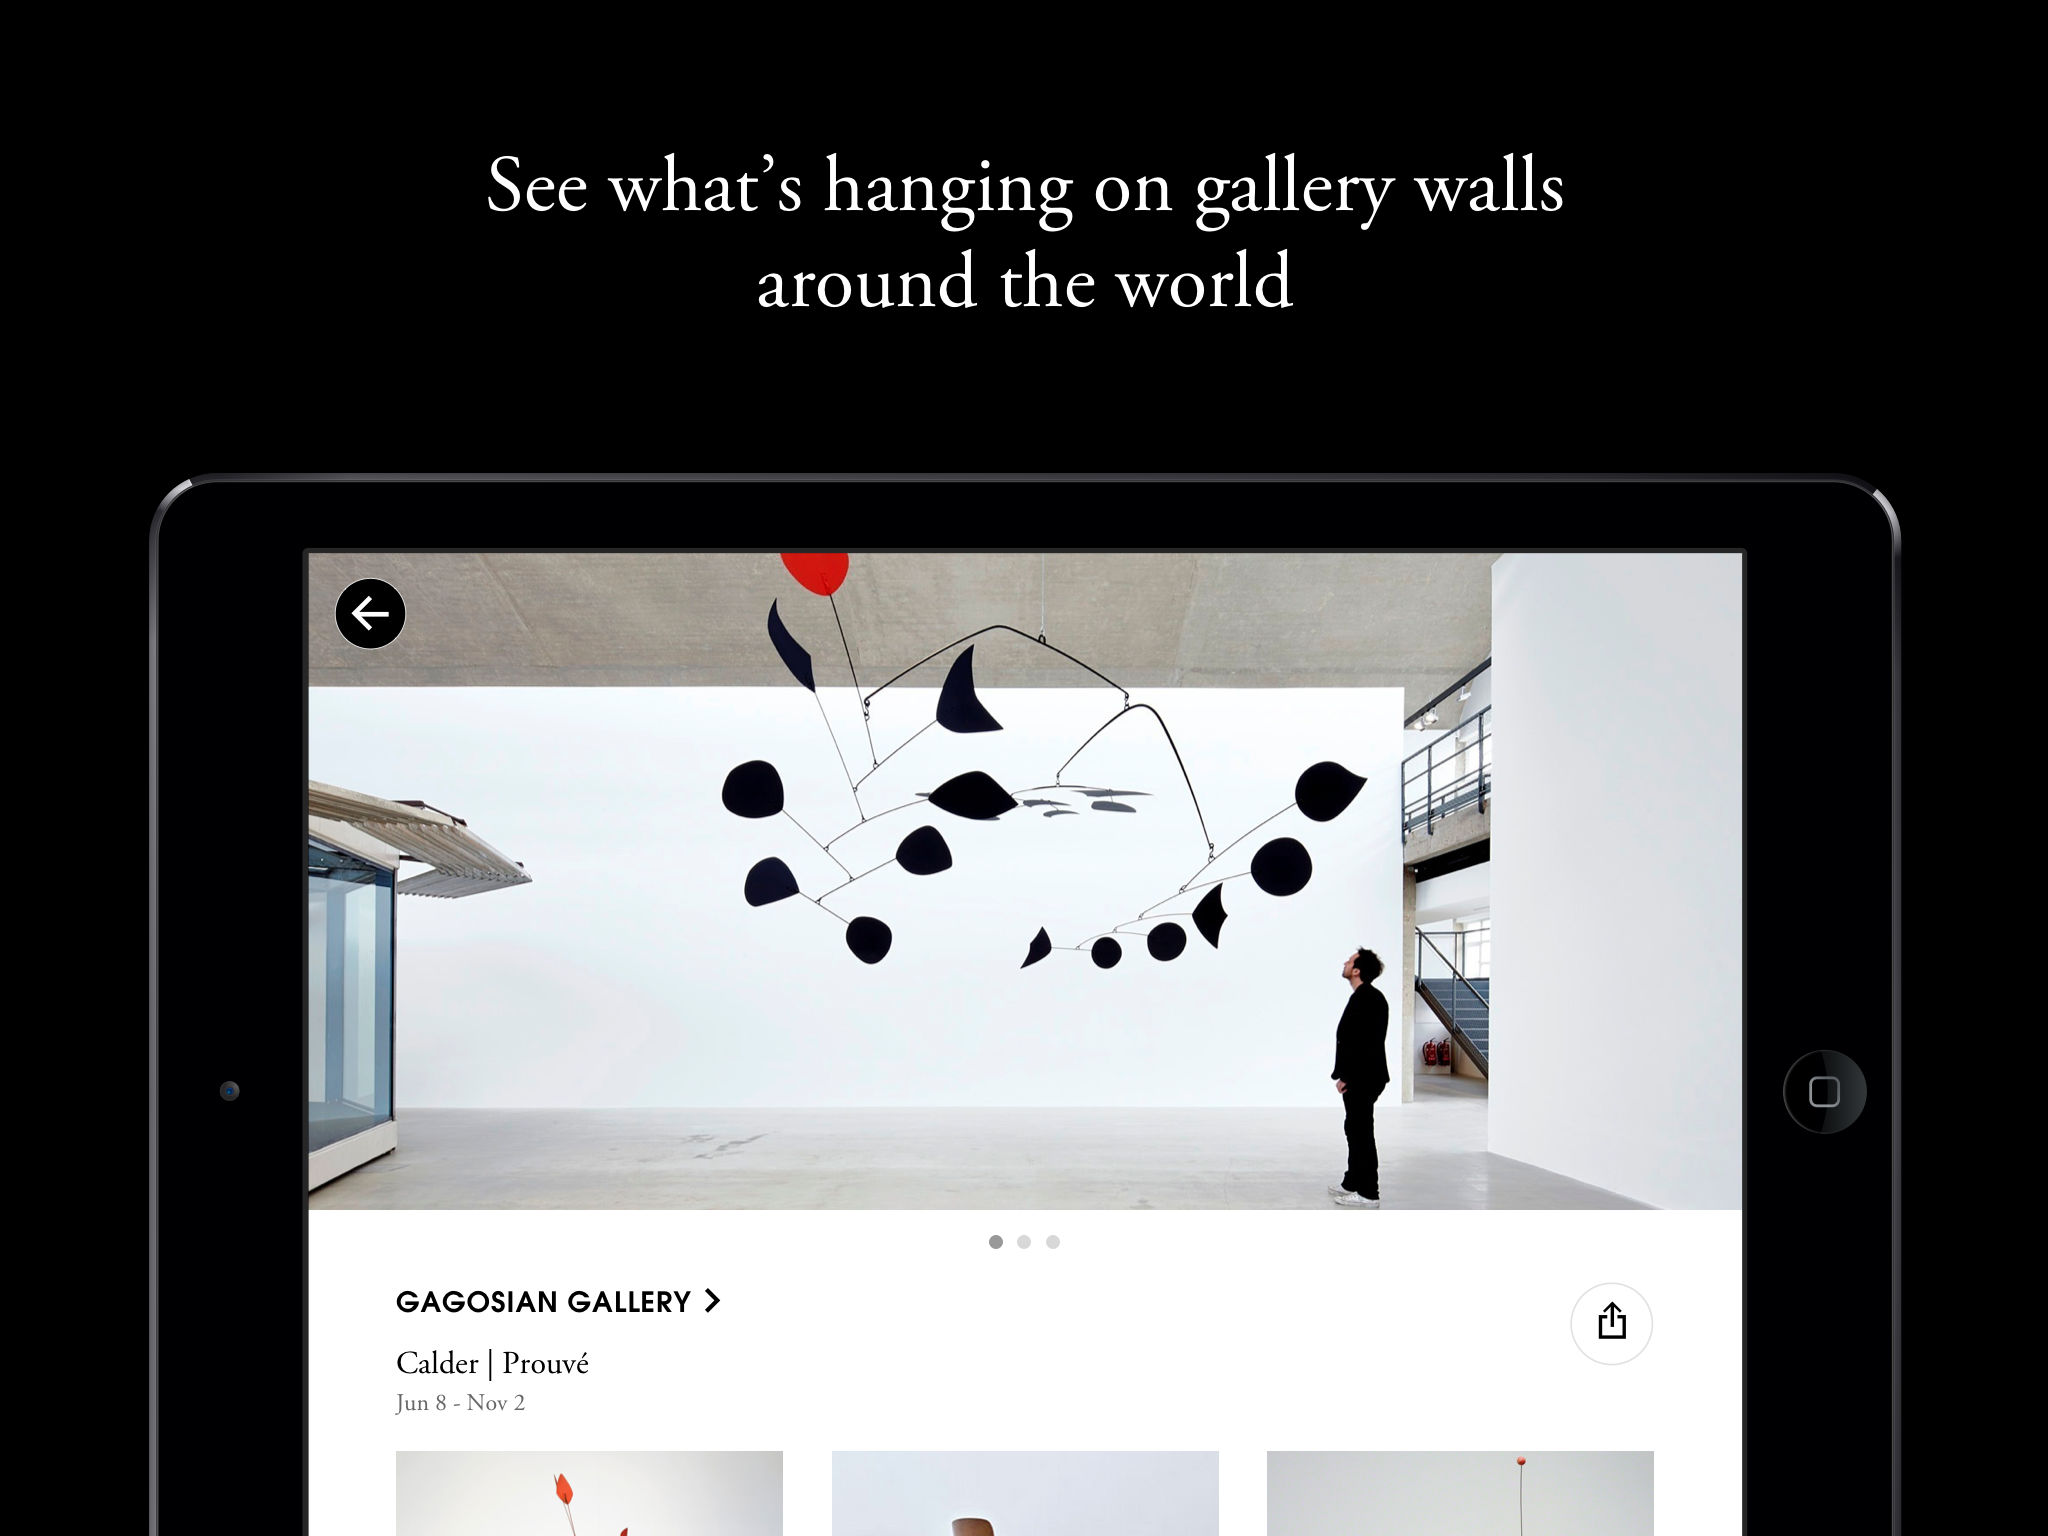 See what’s hanging on gallery walls
around the world
GAGOSIAN GALLERY
Calder | Prouvé
Jun 8 - Nov 2